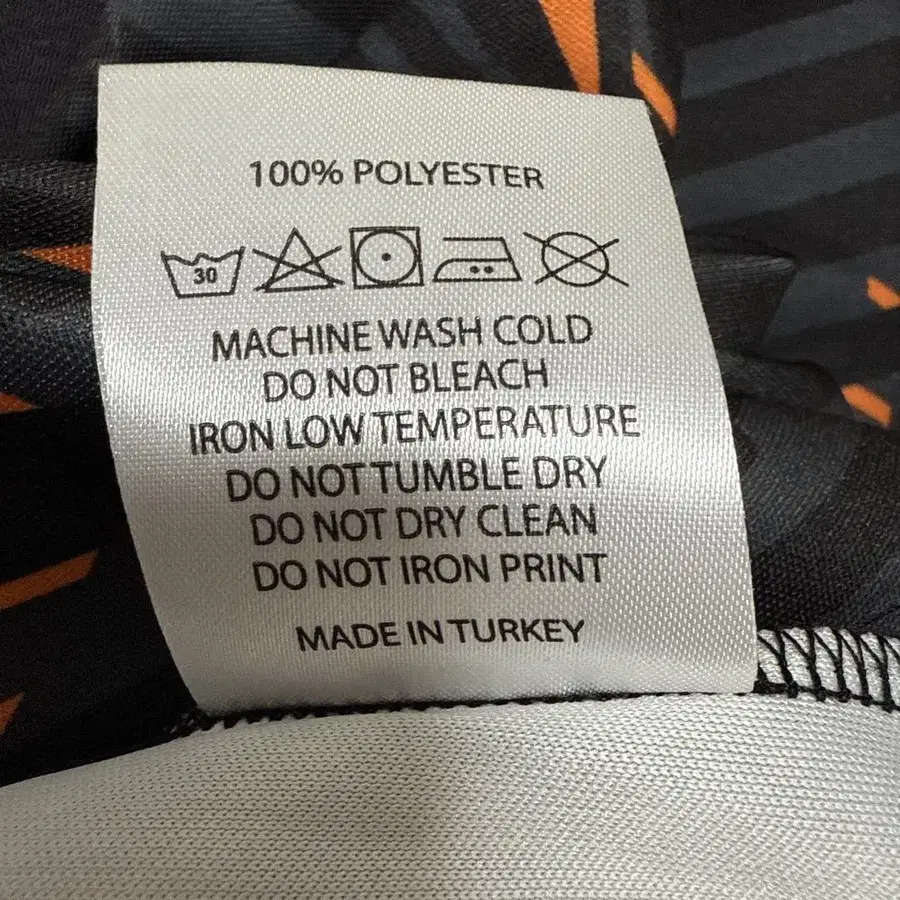 100% POLYESTER
30
MACHINE WASH COLD
DO NOT BLEACH
IRON LOW TEMPERATURE
DO NOT TUMBLE DRY
DO NOT DRY CLEAN
DO NOT IRON PRINT
MADE IN TURKEY